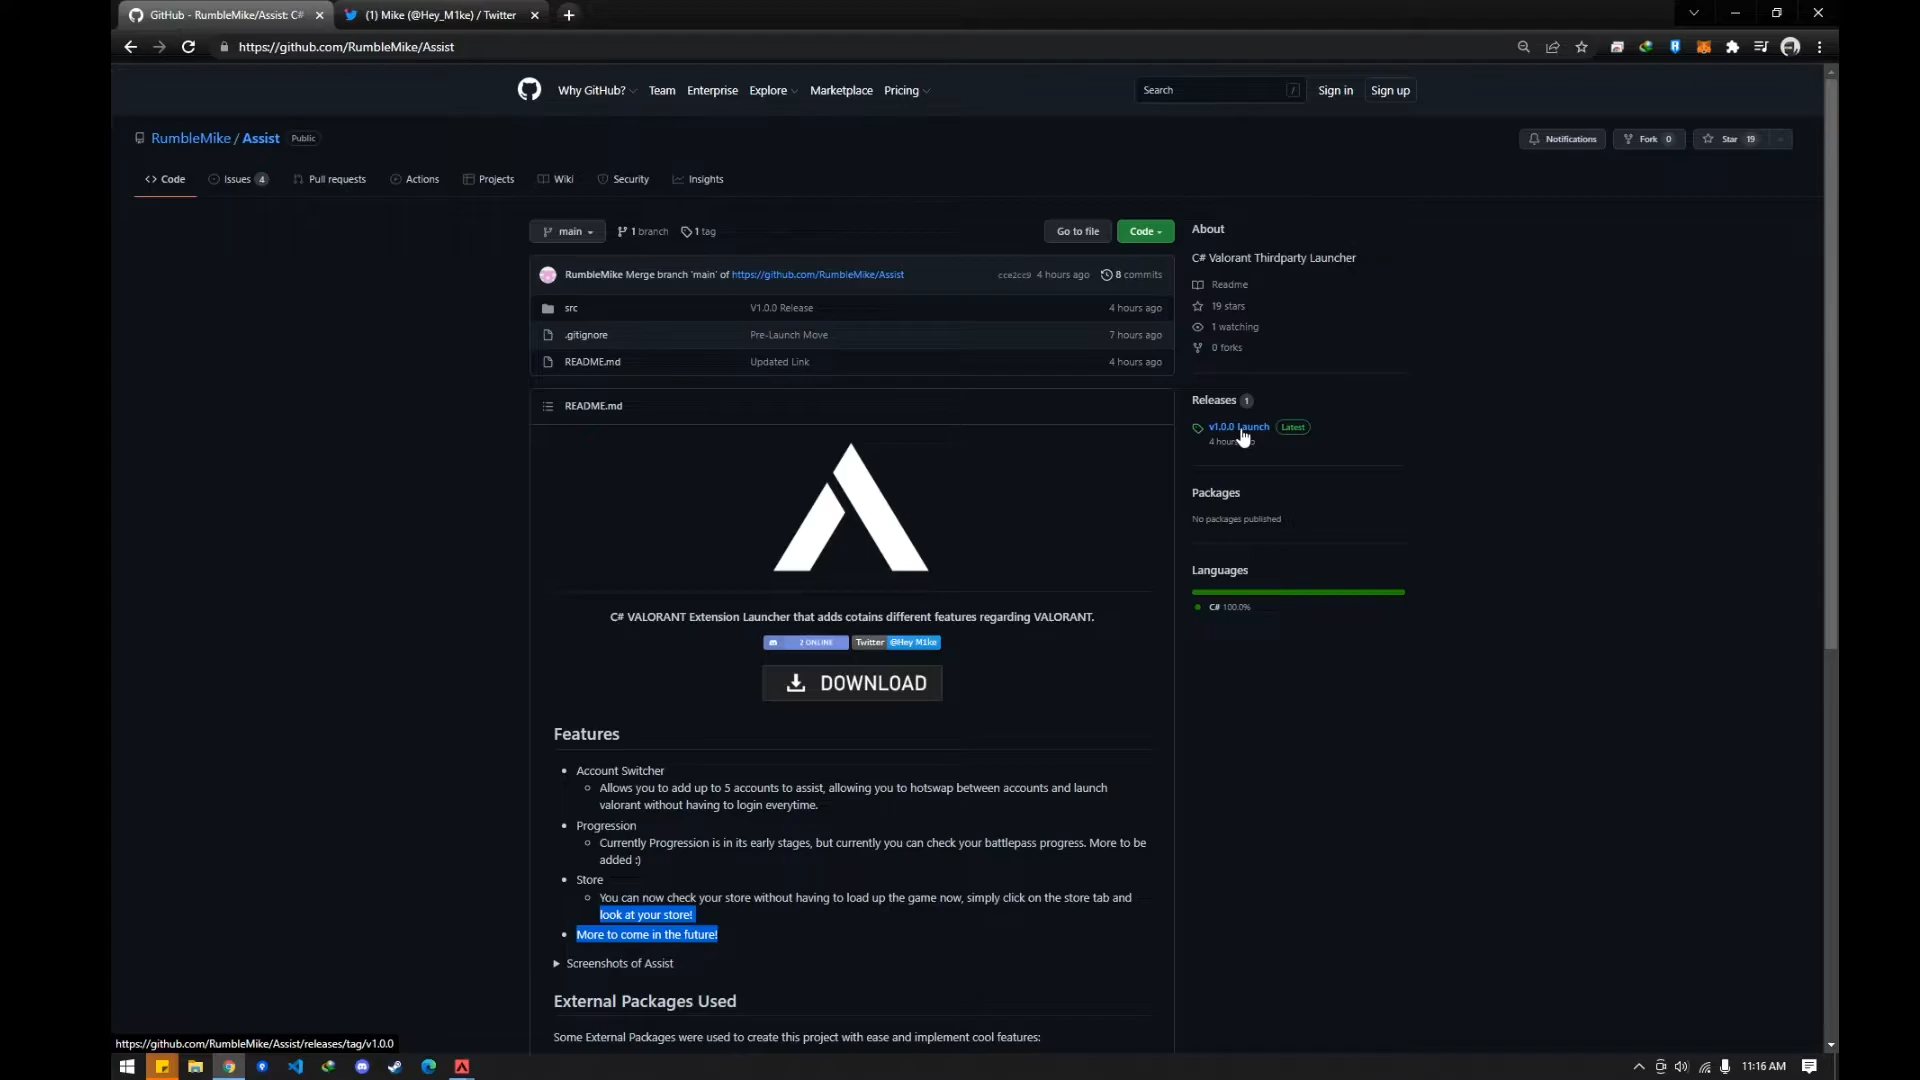 GitHub - RumbleMike/Assist: C#
(1) Mike (@Hey_M1ke) / Twitter
https://github.com/RumbleMike/Assist
Why GitHub? Team Enterprise Explore Marketplace Pricing
Search /
Sign in Sign up
RumbleMike / Assist Public
Notifications Fork 0 Star 19
Code Issues 4 Pull requests Actions Projects Wiki Security Insights
main 1 branch 1 tag Go to file Code
RumbleMike Merge branch 'main' of https://github.com/RumbleMike/Assist cce2cc9 4 hours ago 8 commits
src V1.0.0 Release 4 hours ago
.gitignore Pre-Launch Move 7 hours ago
README.md Updated Link 4 hours ago
README.md
C# VALORANT Extension Launcher that adds cotains different features regarding VALORANT.
2 ONLINE Twitter @Hey M1ke
DOWNLOAD
Features
Account Switcher
Allows you to add up to 5 accounts to assist, allowing you to hotswap between accounts and launch
valorant without having to login everytime.
Progression
Currently Progression is in its early stages, but currently you can check your battlepass progress. More to be
added :)
Store
You can now check your store without having to load up the game now, simply click on the store tab and
look at your store!
More to come in the future!
Screenshots of Assist
External Packages Used
Some External Packages were used to create this project with ease and implement cool features:
About
C# Valorant Thirdparty Launcher
Readme
19 stars
1 watching
0 forks
Releases 1
v1.0.0 Launch Latest
4 hours
Packages
No packages published
Languages
C# 100.0%
https://github.com/RumbleMike/Assist/releases/tag/v1.0.0
11:16 AM